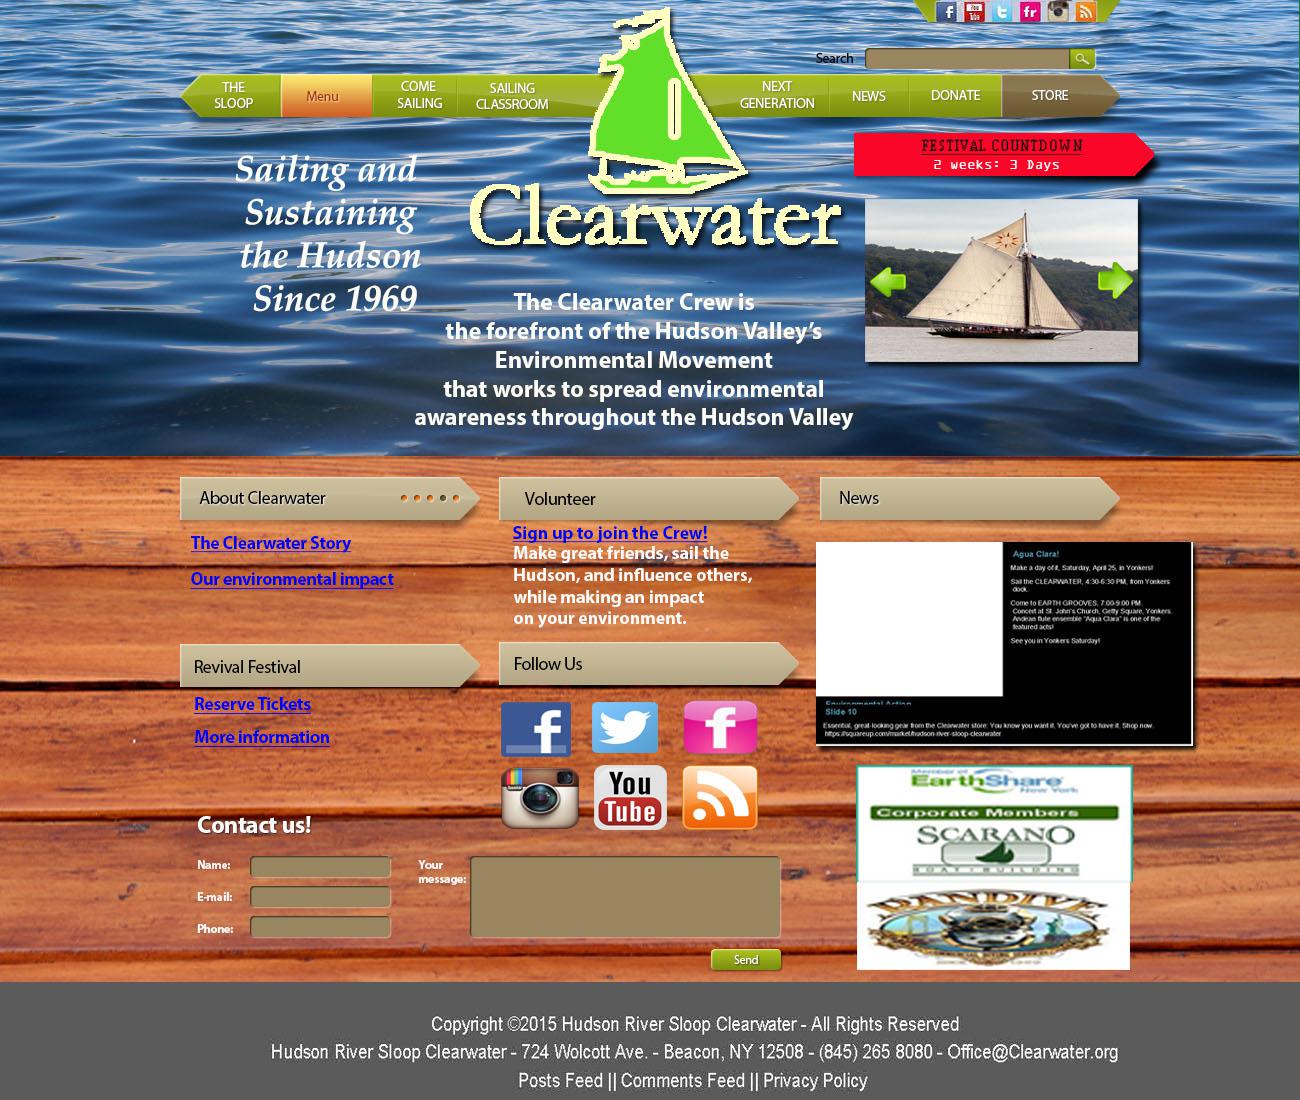 f You Tube t fr
Search
THE SLOOP
Menu
COME SAILING
SAILING CLASSROOM
NEXT GENERATION
NEWS
DONATE
STORE
FESTIVAL COUNTDOWN
2 weeks: 3 Days
Sailing and
Sustaining
the Hudson
Since 1969
Clearwater
The Clearwater Crew is
the forefront of the Hudson Valley's
Environmental Movement
that works to spread environmental
awareness throughout the Hudson Valley
About Clearwater
The Clearwater Story
Our environmental impact
Volunteer
Sign up to join the Crew!
Make great friends, sail the
Hudson, and influence others,
while making an impact
on your environment.
News
Agua Clara!
Make a day of it, Saturday, April 25, in Yonkers!
Sail the CLEARWATER, 4:30-6:30 PM, from Yonkers
dock.
Come to EARTH GROOVES, 7:00-9:00 PM.
Concert at St. John's Church, Getty Square, Yonkers.
Andean flute ensemble "Agua Clara" is one of the
featured acts!
See you in Yonkers Saturday!
Environmental Action
Slide 10
Essential, great-looking gear from the Clearwater store: You know you want it. You've got to have it. Shop now.
https://squareup.com/market/hudson-river-sloop-clearwater
Revival Festival
Reserve Tickets
More information
Follow Us
f
f
You
Tube
Member of
EarthShare
New York
Corporate Members
SCARANO
BOAT BUILDING
DANDIVE
Contact us!
Name:
E-mail:
Phone:
Your
message:
Send
Copyright ©2015 Hudson River Sloop Clearwater - All Rights Reserved
Hudson River Sloop Clearwater - 724 Wolcott Ave. - Beacon, NY 12508 - (845) 265 8080 - Office@Clearwater.org
Posts Feed || Comments Feed || Privacy Policy